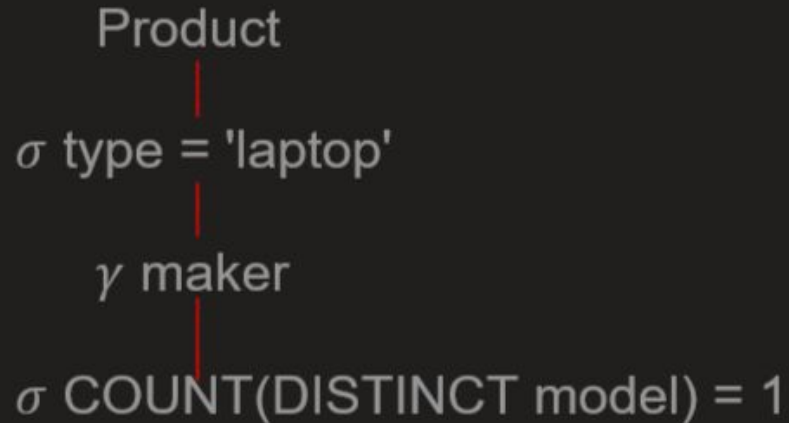 Product
σ type = 'laptop'
γ maker
σ COUNT(DISTINCT model) = 1